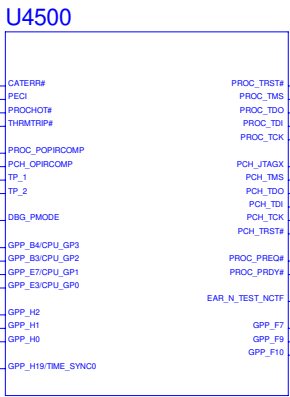 U4500
CATERR# PROC_TRST#
PECI PROC_TMS
PROCHOT# PROC_TDO
THRMTRIP# PROC_TDI
PROC_TCK
PROC_POPIRCOMP
PCH_OPIRCOMP PCH_JTAGX
TP_1 PCH_TMS
TP_2 PCH_TDO
PCH_TDI
DBG_PMODE PCH_TCK
PCH_TRST#
GPP_B4/CPU_GP3
GPP_B3/CPU_GP2 PROC_PREQ#
GPP_E7/CPU_GP1 PROC_PRDY#
GPP_E3/CPU_GP0
EAR_N_TEST_NCTF
GPP_H2
GPP_H1 GPP_F7
GPP_H0 GPP_F9
GPP_F10
GPP_H19/TIME_SYNC0